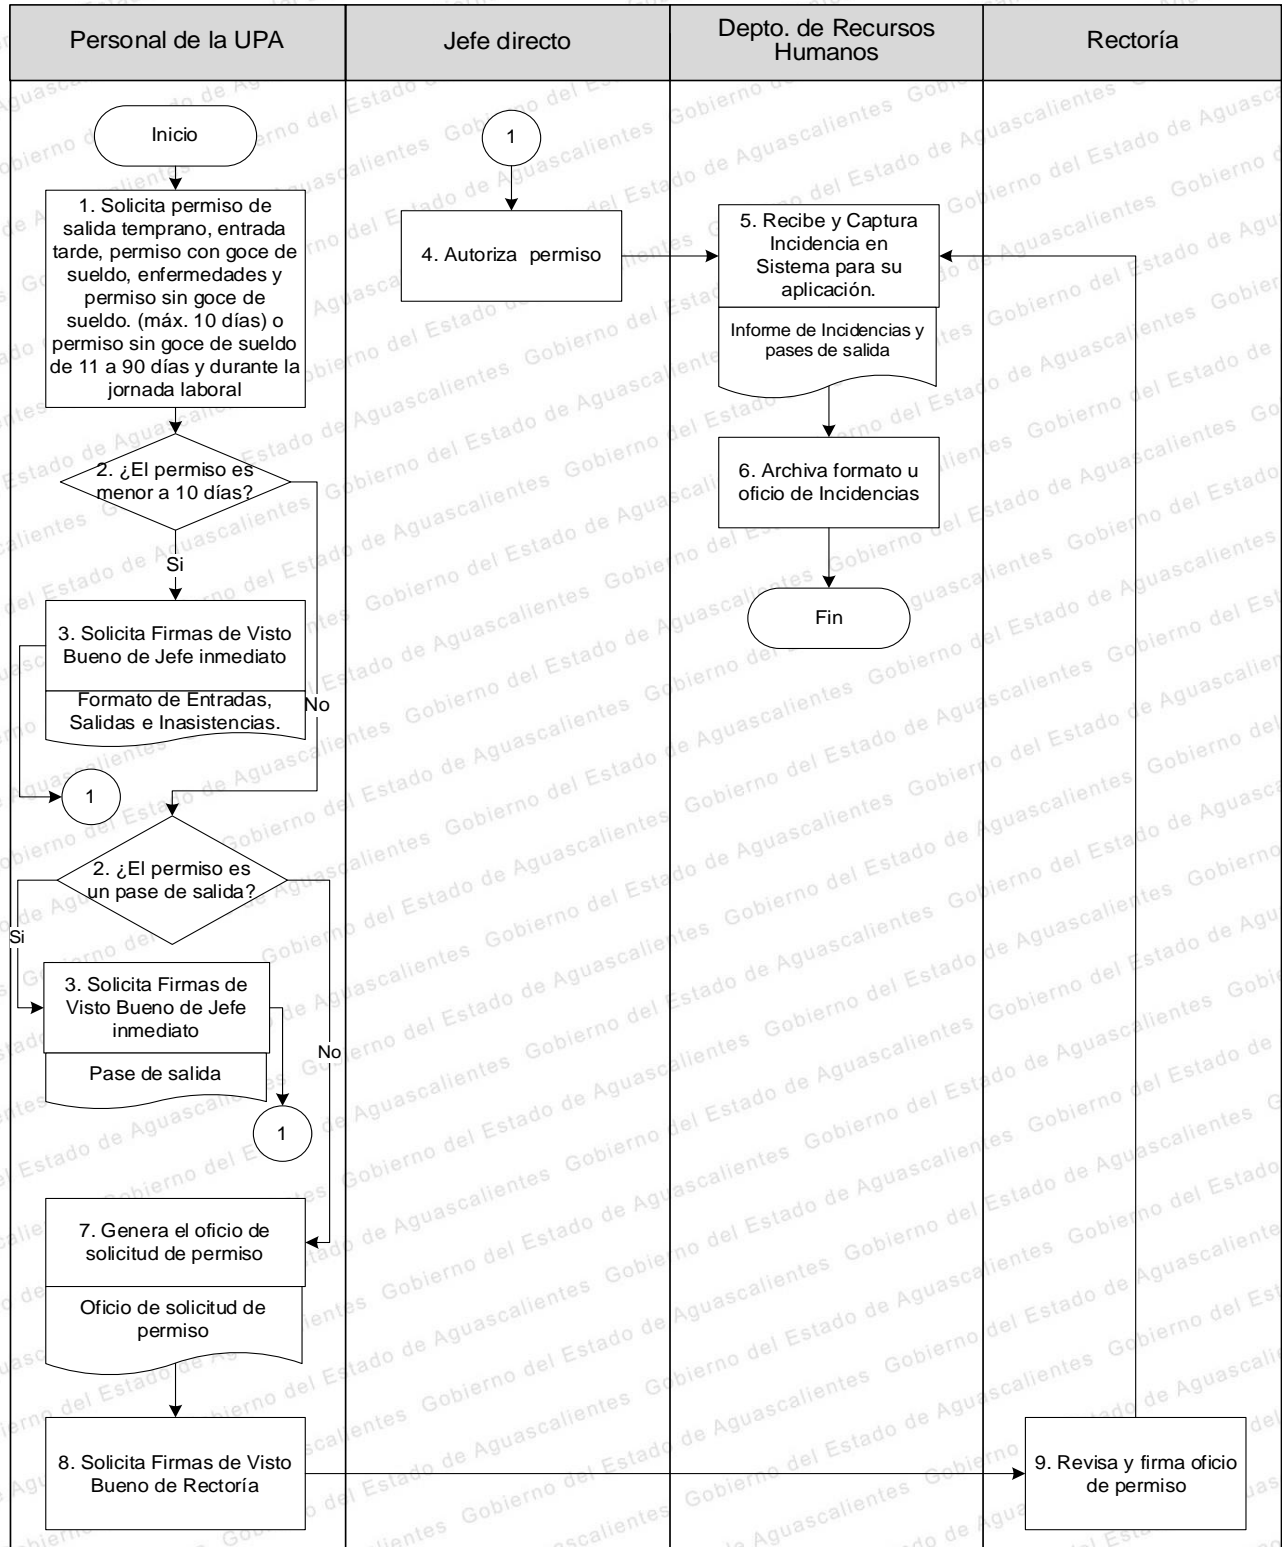 Personal de la UPA
Jefe directo
Depto. de Recursos
Humanos
Rectoría
Inicio
1. Solicita permiso de
salida temprano, entrada
tarde, permiso con goce de
sueldo, enfermedades y
permiso sin goce de
sueldo. (máx. 10 días) o
permiso sin goce de sueldo
de 11 a 90 días y durante la
jornada laboral
2. ¿El permiso es
menor a 10 días?
Si
No
3. Solicita Firmas de Visto
Bueno de Jefe inmediato
Formato de Entradas,
Salidas e Inasistencias.
1
2. ¿El permiso es
un pase de salida?
Si
No
3. Solicita Firmas de
Visto Bueno de Jefe
inmediato
Pase de salida
1
7. Genera el oficio de
solicitud de permiso
Oficio de solicitud de
permiso
8. Solicita Firmas de Visto
Bueno de Rectoría
1
4. Autoriza permiso
5. Recibe y Captura
Incidencia en
Sistema para su
aplicación.
Informe de Incidencias y
pases de salida
6. Archiva formato u
oficio de Incidencias
Fin
9. Revisa y firma oficio
de permiso
Gobierno del Estado de Aguascalientes